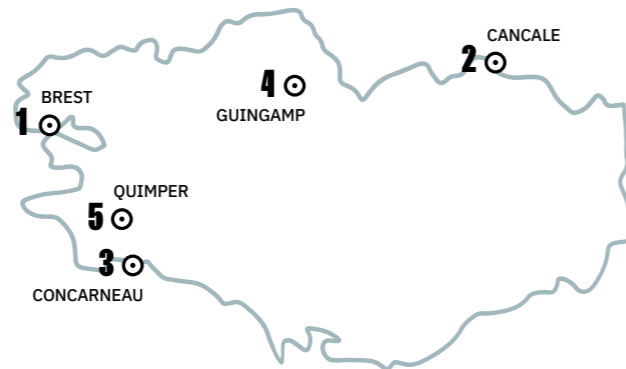 CANCALE
2
4
BREST
GUINGAMP
1
QUIMPER
5
3
CONCARNEAU